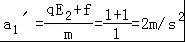 a₁′ = (qE₂+f)/m = (1+1)/1 = 2m/s²